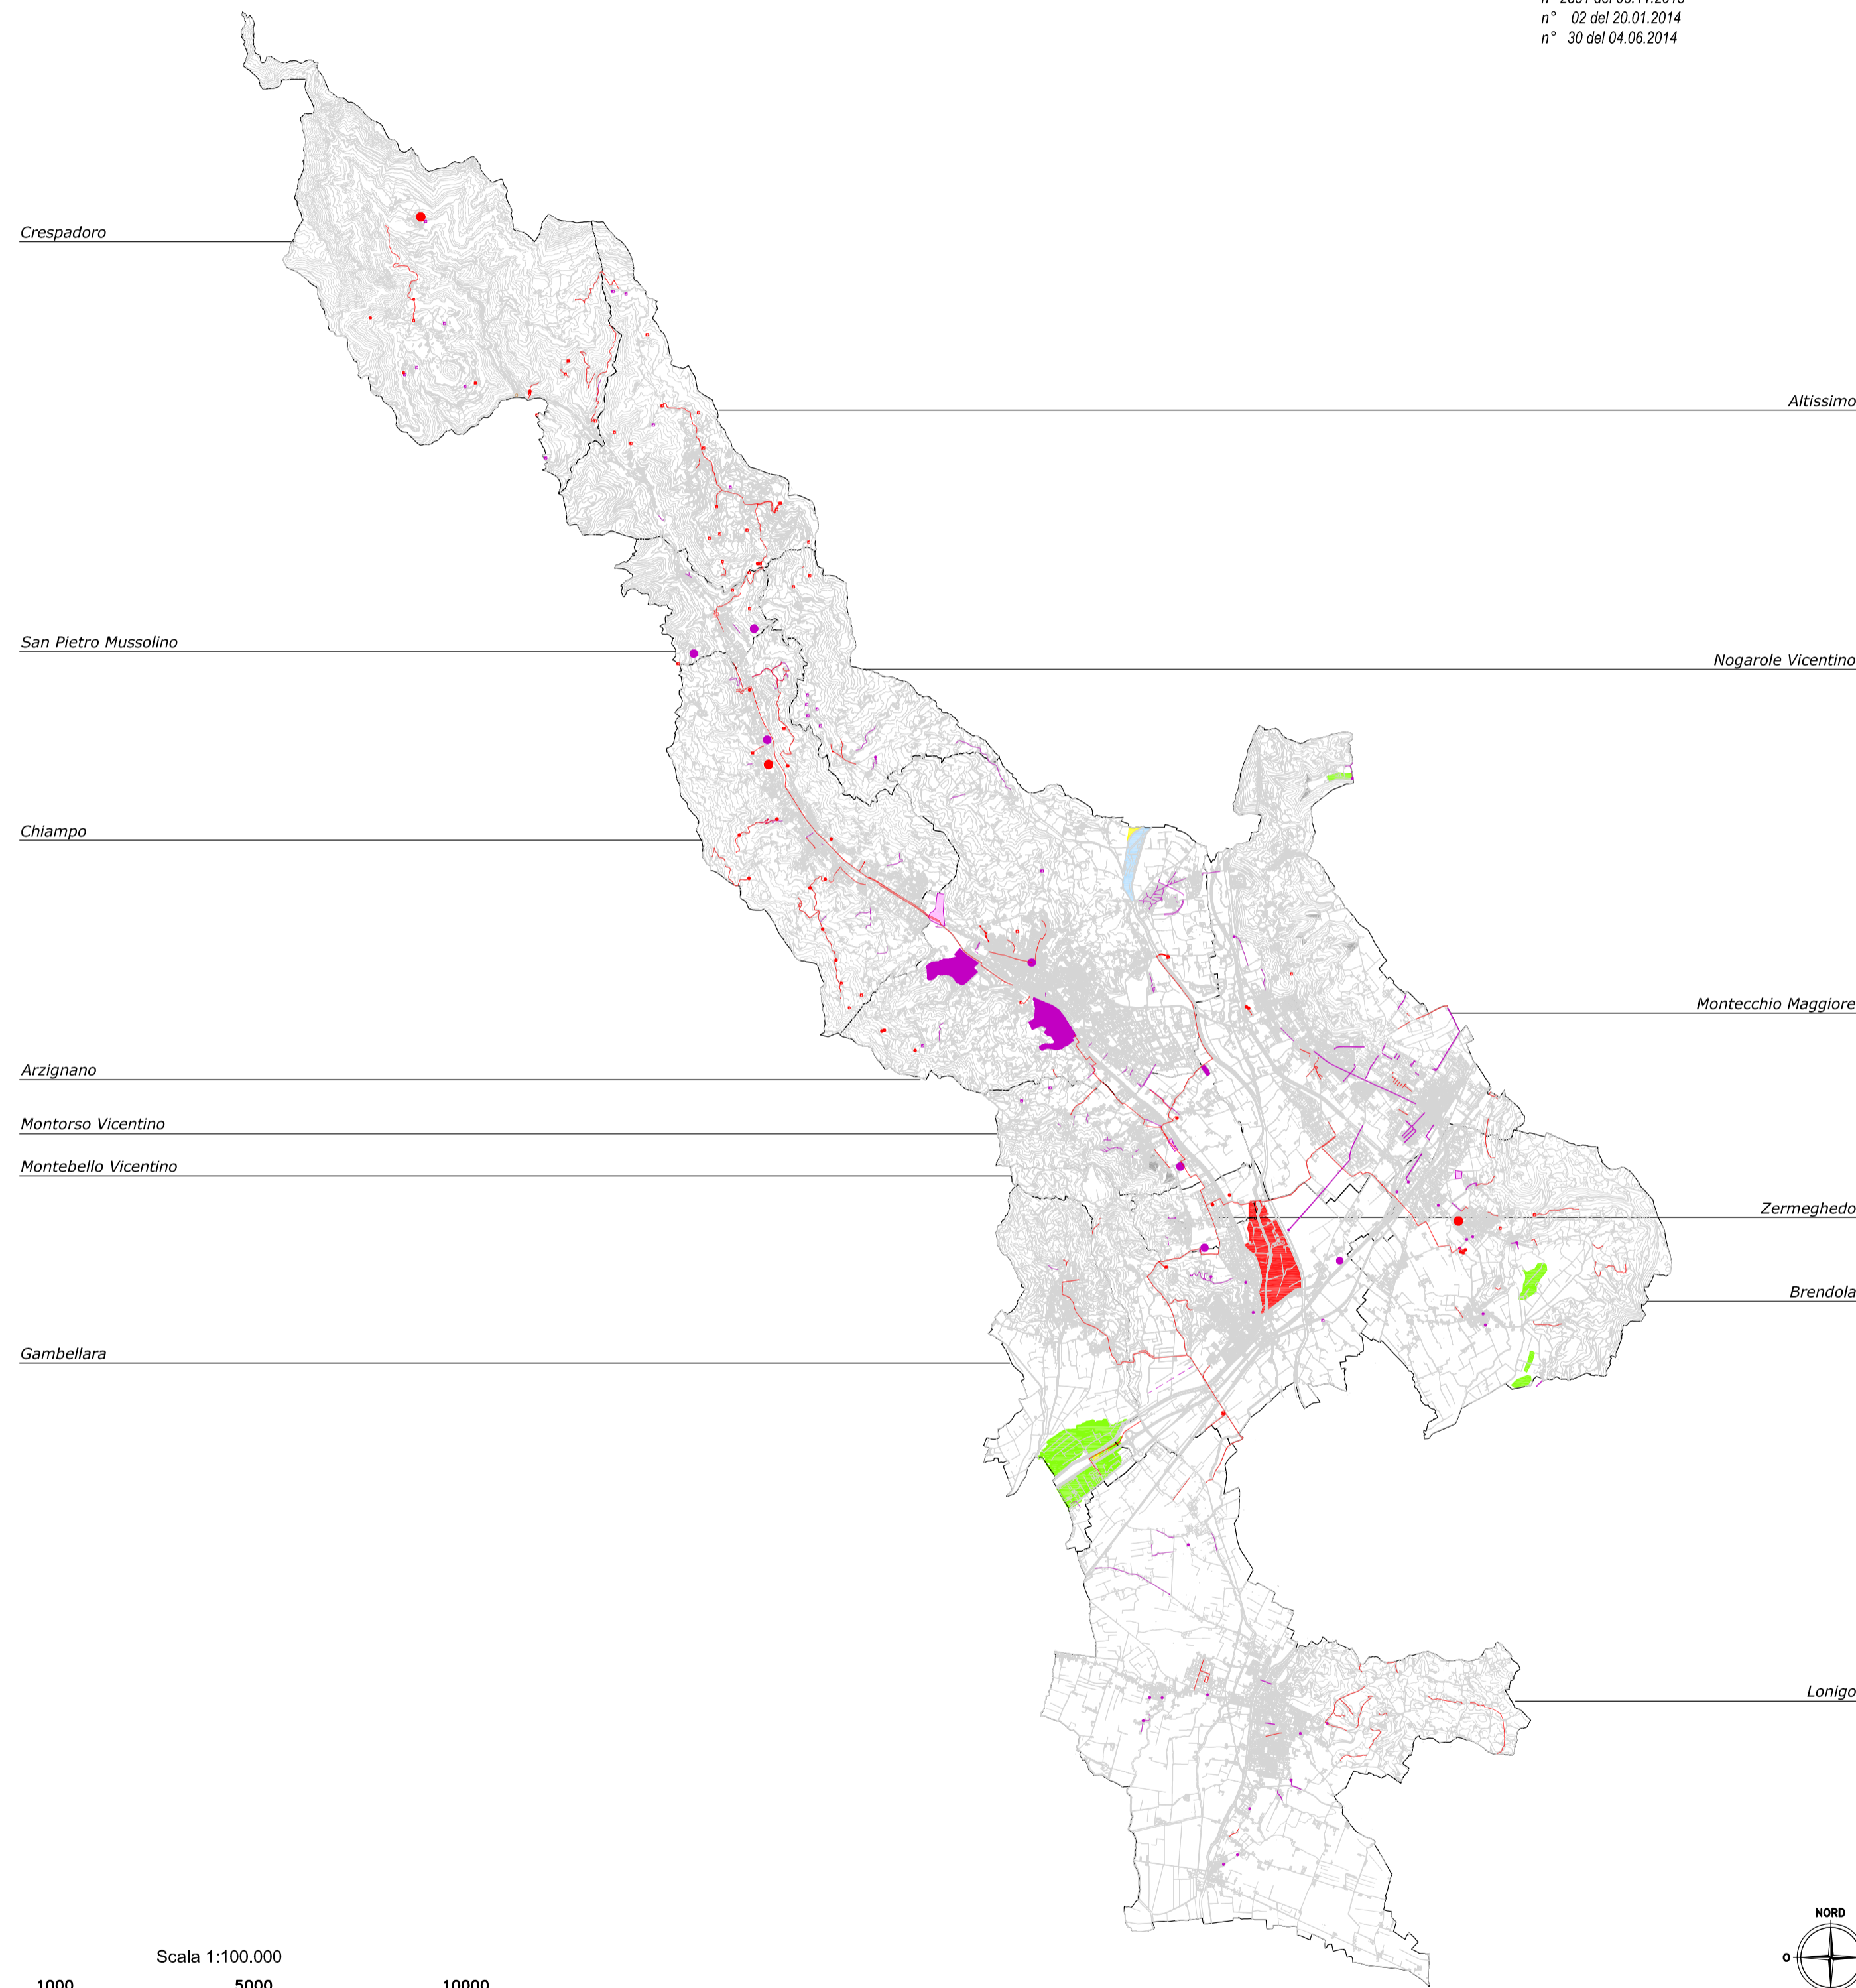 n° 02 del 20.01.2014
n° 30 del 04.06.2014
Crespadoro
Altissimo
San Pietro Mussolino
Nogarole Vicentino
Chiampo
Montecchio Maggiore
Arzignano
Montorso Vicentino
Montebello Vicentino
Zermeghedo
Brendola
Gambellara
Lonigo
NORD
O
Scala 1:100.000
1000 5000 10000